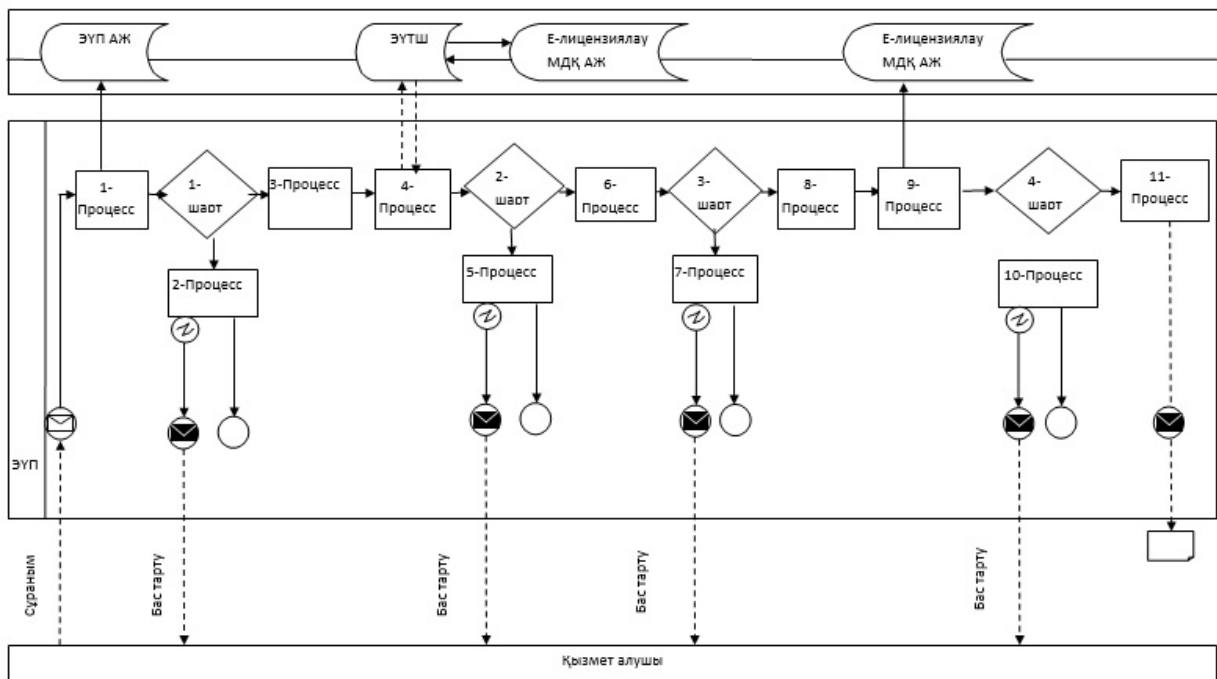 ЭҮП АЖ
ЭҮТШ
Е-лицензиялау
МДҚ АЖ
Е-лицензиялау
МДҚ АЖ
1-
Процесс
1-
шарт
3-Процесс
4-
Процесс
2-
шарт
6-
Процесс
3-
шарт
8-
Процесс
9-
Процесс
4-
шарт
11-
Процесс
2-Процесс
5-Процесс
7-Процесс
10-Процесс
ЭҮП
Сұраным
Бас тарту
Бас тарту
Бас тарту
Бас тарту
Қызмет алушы